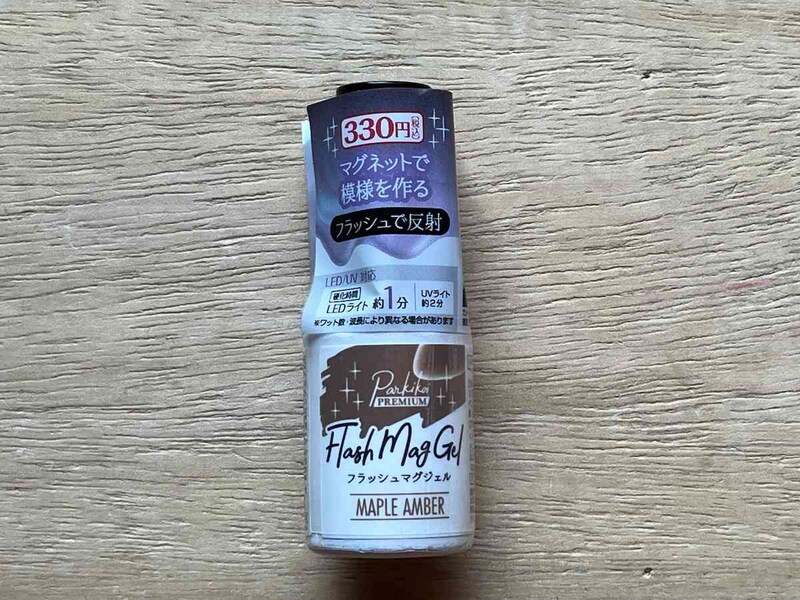 330円(税込)
マグネットで
模様を作る
フラッシュで反射
LED/UV 対応
硬化時間
LEDライト 約1分
UVライト
約2分
※ワット数・波長により異なる場合があります
Parkikoi
PREMIUM
Flash Mag Gel
フラッシュマグジェル
MAPLE AMBER